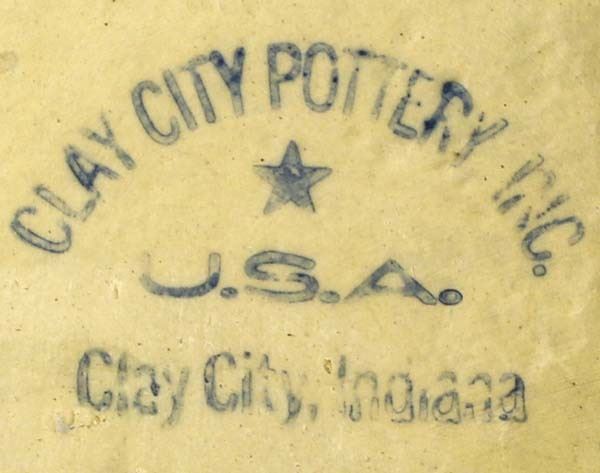 CLAY CITY POTTERY, INC.
U.S.A.
Clay City, Indiana